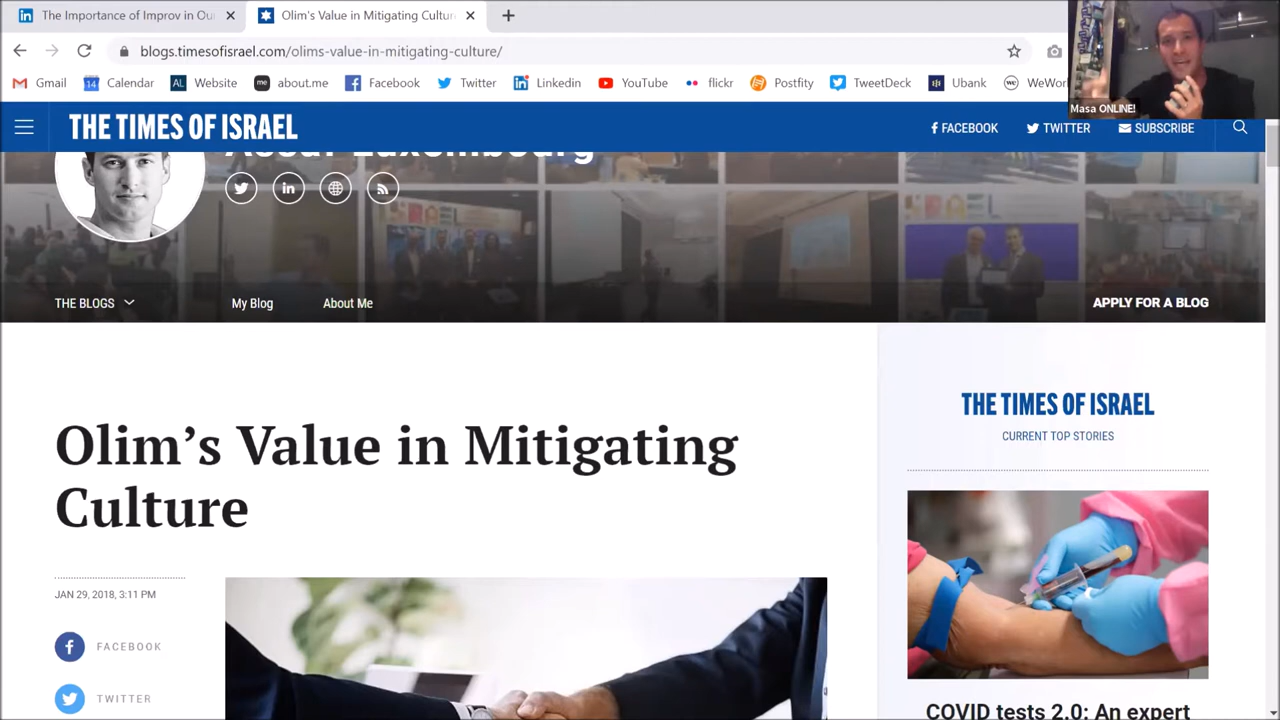 The Importance of Improv in Ou
Olim's Value in Mitigating Cultur
blogs.timesofisrael.com/olims-value-in-mitigating-culture/
Gmail Calendar Website about.me Facebook Twitter Linkedin YouTube flickr Postfity TweetDeck Ubank WeWor
Masa ONLINE!
THE TIMES OF ISRAEL FACEBOOK TWITTER SUBSCRIBE
THE BLOGS My Blog About Me APPLY FOR A BLOG
Olim's Value in Mitigating
Culture
JAN 29, 2018, 3:11 PM
FACEBOOK
TWITTER
THE TIMES OF ISRAEL
CURRENT TOP STORIES
COVID tests 2.0: An expert